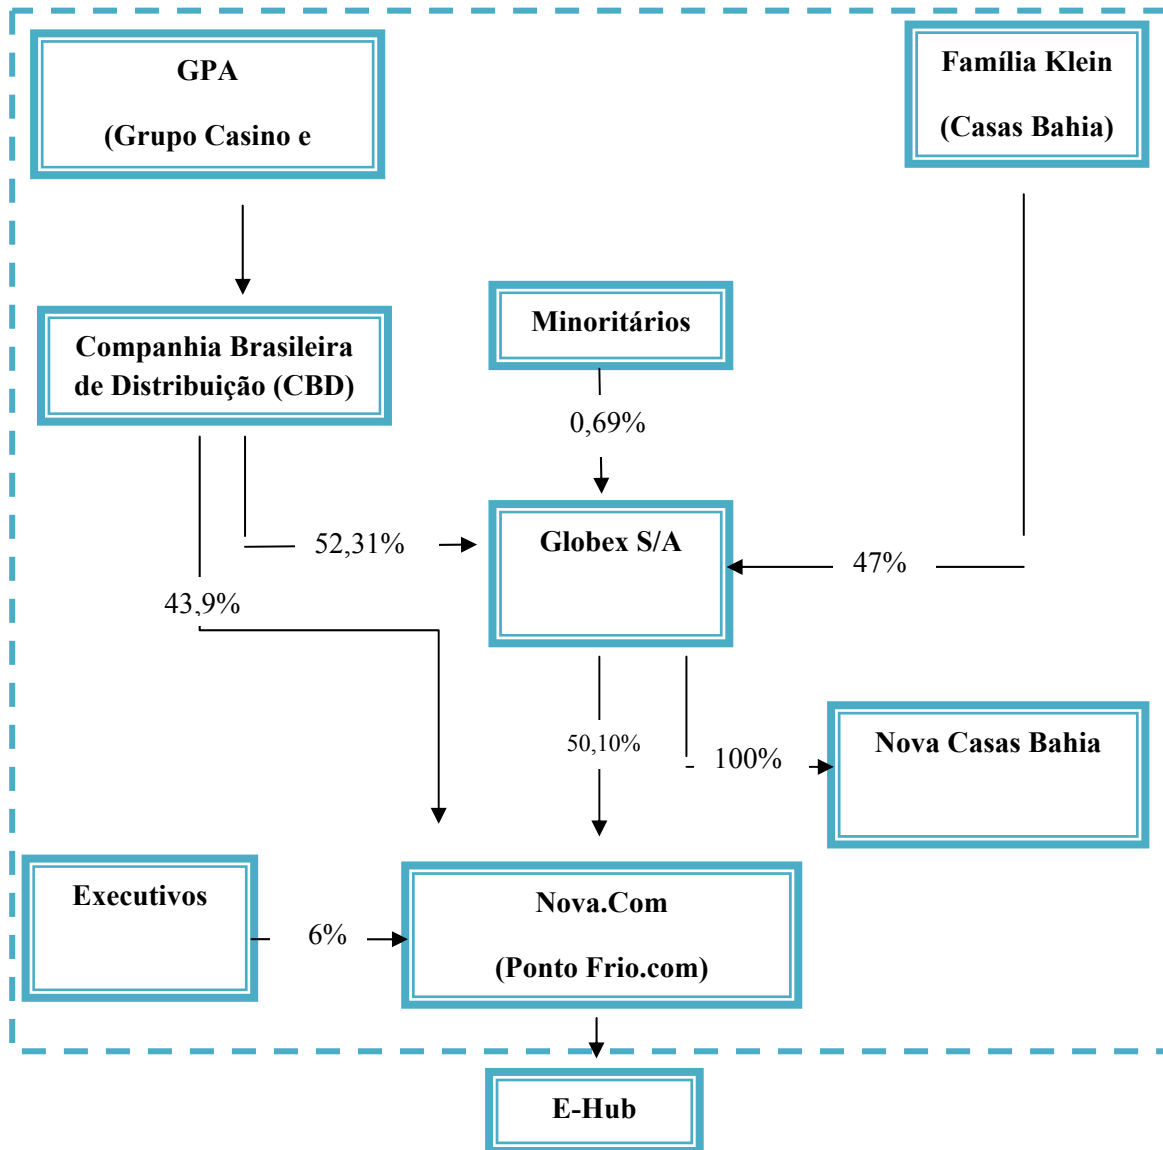 GPA
(Grupo Casino e
Família Klein
(Casas Bahia)
Companhia Brasileira
de Distribuição (CBD)
Minoritários
0,69%
Globex S/A
52,31%
47%
43,9%
50,10%
100%
Nova Casas Bahia
Executivos
6%
Nova.Com
(Ponto Frio.com)
E-Hub